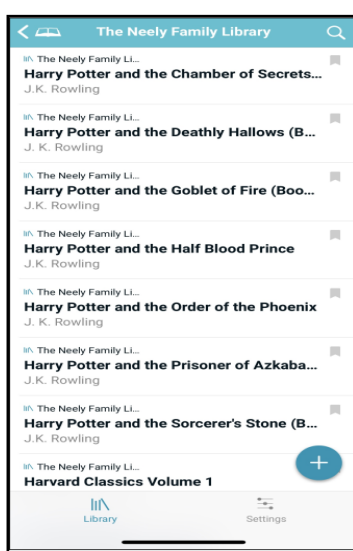 The Neely Family Library
The Neely Family Li...
Harry Potter and the Chamber of Secrets...
J.K. Rowling
The Neely Family Li...
Harry Potter and the Deathly Hallows (B...
J. K. Rowling
The Neely Family Li...
Harry Potter and the Goblet of Fire (Boo...
J.K. Rowling
The Neely Family Li...
Harry Potter and the Half Blood Prince
J.K. Rowling
The Neely Family Li...
Harry Potter and the Order of the Phoenix
J. K. Rowling
The Neely Family Li...
Harry Potter and the Prisoner of Azkaba...
J.K. Rowling
The Neely Family Li...
Harry Potter and the Sorcerer's Stone (B...
J.K. Rowling
The Neely Family Li...
Harvard Classics Volume 1
Library
Settings